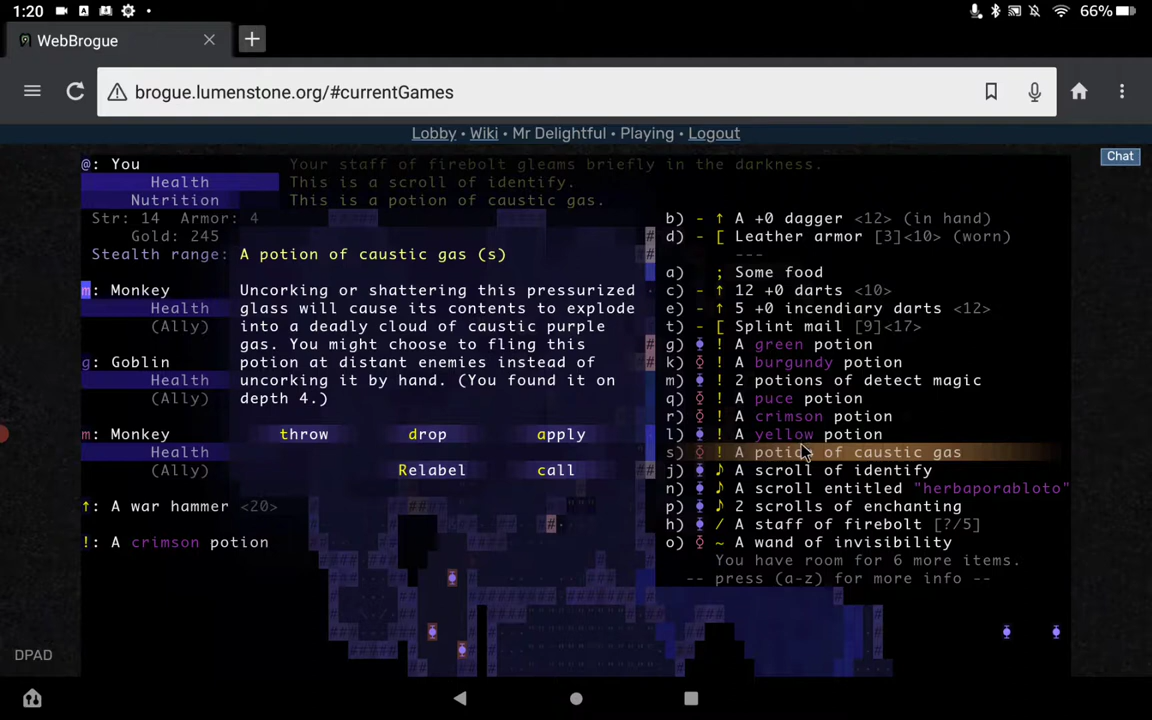 1:20
66%
WebBrogue
brogue.lumenstone.org/#currentGames
Lobby • Wiki • Mr Delightful • Playing • Logout
Chat
@: You
Health
Nutrition
Str: 14 Armor: 4
Gold: 245
Stealth range:
m: Monkey
Health
(Ally)
g: Goblin
Health
(Ally)
m: Monkey
Health
(Ally)
↑: A war hammer <20>
!: A crimson potion
Your staff of firebolt gleams briefly in the darkness.
This is a scroll of identify.
This is a potion of caustic gas.
A potion of caustic gas (s)
Uncorking or shattering this pressurized
glass will cause its contents to explode
into a deadly cloud of caustic purple
gas. You might choose to fling this
potion at distant enemies instead of
uncorking it by hand. (You found it on
depth 4.)
throw drop apply
Relabel call
b) - ↑ A +0 dagger <12> (in hand)
d) - [ Leather armor [3]<10> (worn)
---
a) ; Some food
c) - ↑ 12 +0 darts <10>
e) - ↑ 5 +0 incendiary darts <12>
t) - [ Splint mail [9]<17>
g) ! A green potion
k) ! A burgundy potion
m) ! 2 potions of detect magic
q) ! A puce potion
r) ! A crimson potion
l) ! A yellow potion
s) ! A potion of caustic gas
j) ♪ A scroll of identify
n) ♪ A scroll entitled "herbaporabloto"
p) ♪ 2 scrolls of enchanting
h) / A staff of firebolt [?/5]
o) ~ A wand of invisibility
You have room for 6 more items.
-- press (a-z) for more info --
DPAD